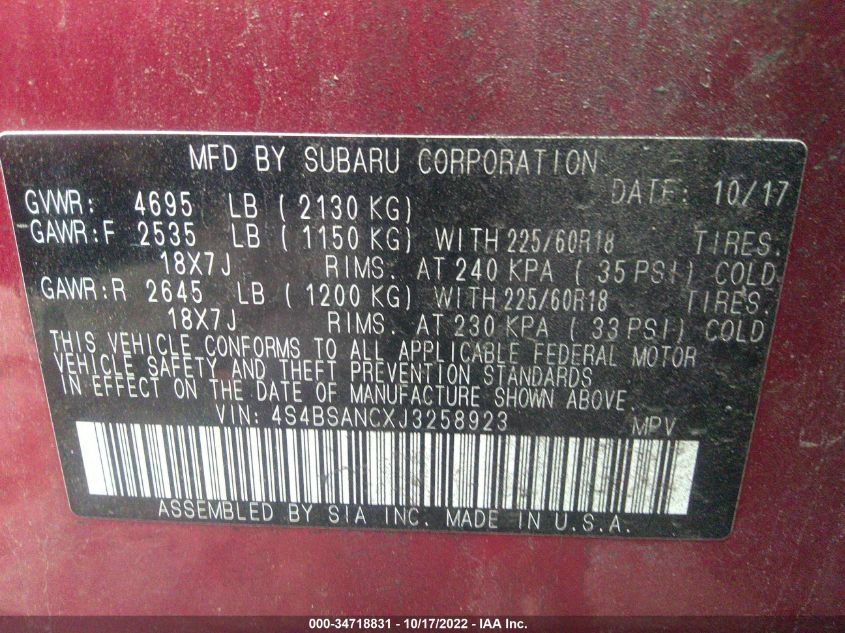 MFD BY SUBARU CORPORATION
DATE: 10/17
GVWR: 4695 LB ( 2130 KG)
GAWR:F 2535 LB ( 1150 KG) WITH 225/60R18 TIRES.
18X7J RIMS. AT 240 KPA ( 35 PSI) COLD
GAWR:R 2645 LB ( 1200 KG) WITH 225/60R18 TIRES.
18X7J RIMS. AT 230 KPA ( 33 PSI) COLD
THIS VEHICLE CONFORMS TO ALL APPLICABLE FEDERAL MOTOR
VEHICLE SAFETY AND THEFT PREVENTION STANDARDS
IN EFFECT ON THE DATE OF MANUFACTURE SHOWN ABOVE.
VIN: 4S4BSANCXJ3258923 MPV
ASSEMBLED BY SIA INC. MADE IN U.S.A.
000-34718831 - 10/17/2022 - IAA Inc.